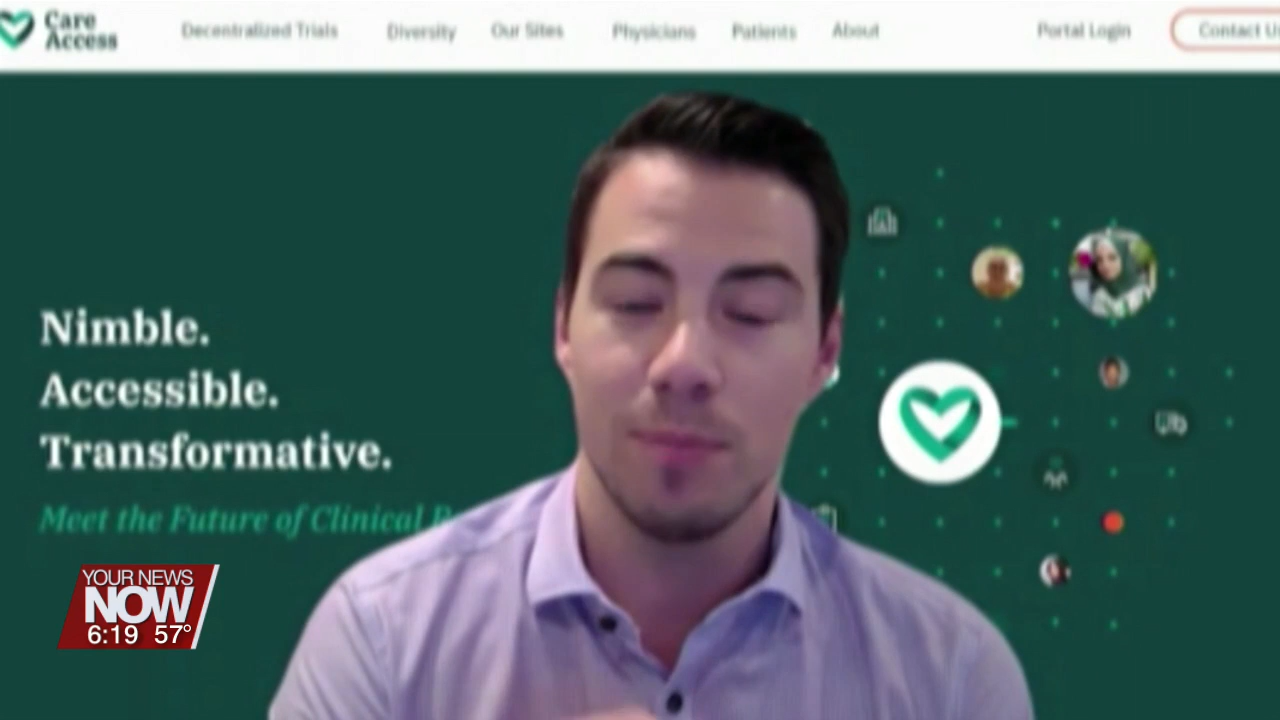 Care
Access
Decentralized Trials
Diversity
Our Sites
Physicians
Patients
About
Portal Login
Contact
Nimble.
Accessible.
Transformative.
Meet the Future of Clinical
YOUR NEWS
NOW
6:19 57°